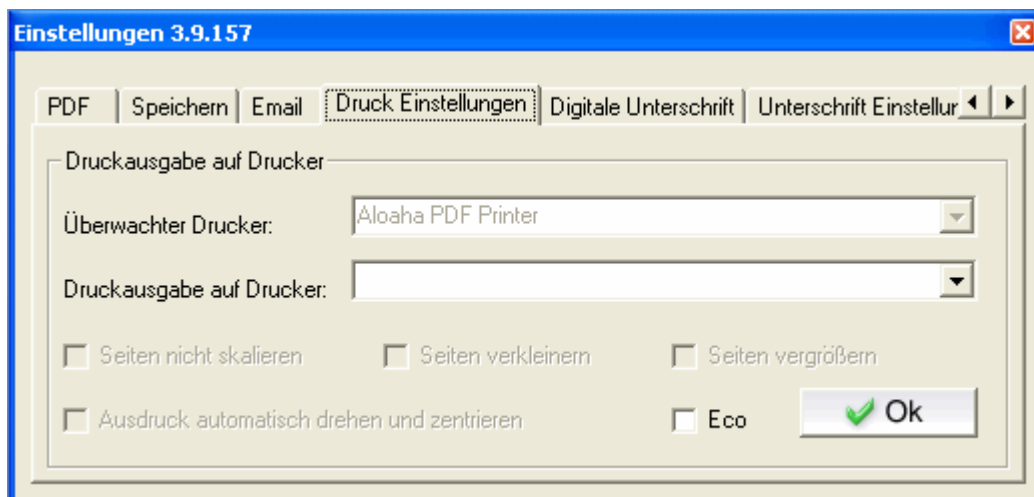 Einstellungen 3.9.157
PDF Speichern Email Druck Einstellungen Digitale Unterschrift Unterschrift Einstellur
Druckausgabe auf Drucker
Überwachter Drucker: Aloaha PDF Printer
Druckausgabe auf Drucker:
Seiten nicht skalieren Seiten verkleinern Seiten vergrößern
Ausdruck automatisch drehen und zentrieren Eco Ok